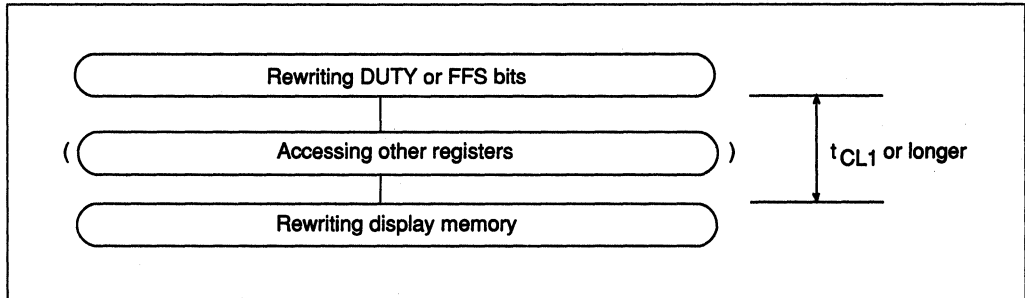 Rewriting DUTY or FFS bits
( Accessing other registers )
tCL1 or longer
Rewriting display memory